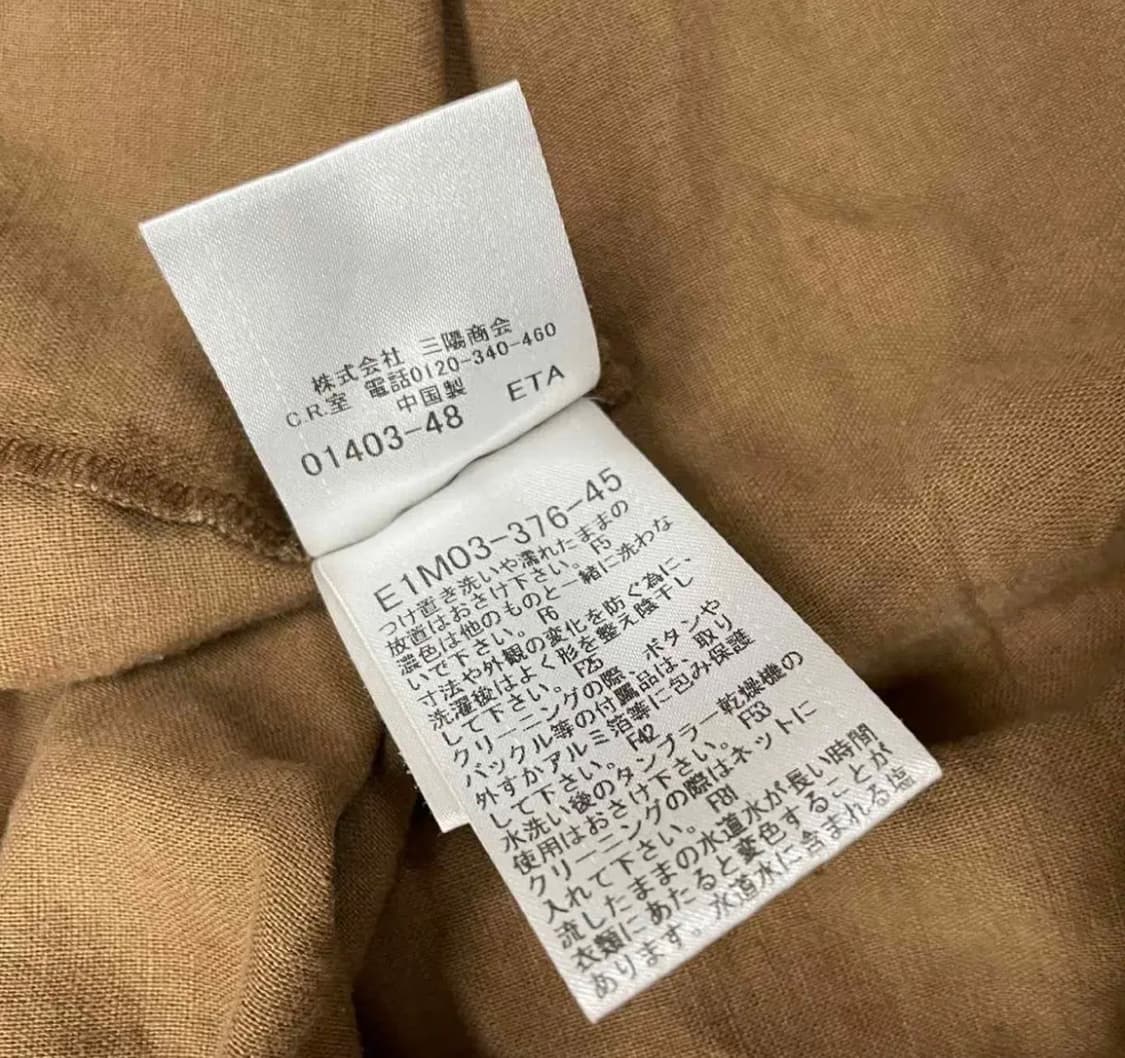 株式会社 三陽商会
C.R.室 電話0120-340-460
中国製
01403-48 ETA
E1M03-376-45
つけ置き洗いや濡れたままの
放置はおさけ下さい。 F5
濃色は他のものと一緒に洗わな
いで下さい。 F6
寸法や外観の変化を防ぐ為に、
洗濯後はよく形を整え陰干し
して下さい。 F25
クリーニングの際、ボタンや
バックル等の付属品は、取り
外すかアルミ箔等に包み保護
して下さい。 F42
水洗い後のタンブラー乾燥機の
使用はおさけ下さい。 F53
クリーニングの際はネットに
入れて下さい。 F81
流したままの水道水が長い時間
衣類にあたると変色することが
あります。水道水に含まれる塩